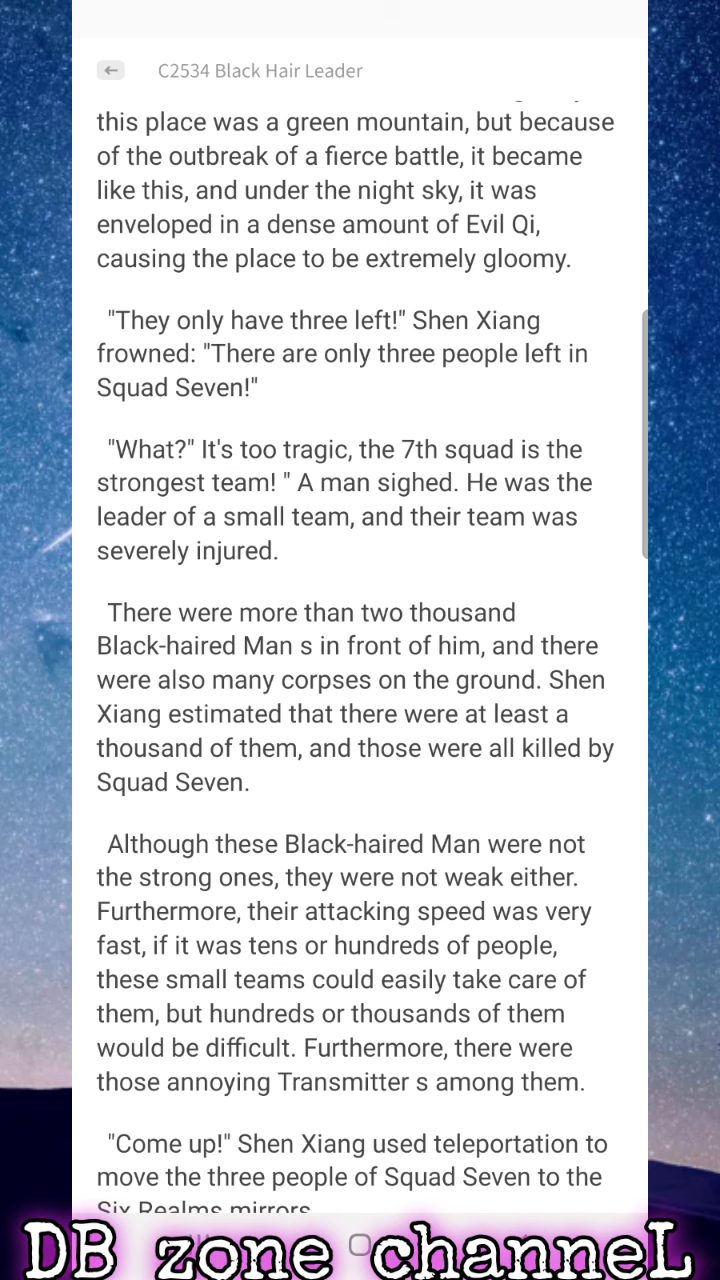 C2534 Black Hair Leader
this place was a green mountain, but because
of the outbreak of a fierce battle, it became
like this, and under the night sky, it was
enveloped in a dense amount of Evil Qi,
causing the place to be extremely gloomy.
"They only have three left!" Shen Xiang
frowned: "There are only three people left in
Squad Seven!"
"What?" It's too tragic, the 7th squad is the
strongest team! " A man sighed. He was the
leader of a small team, and their team was
severely injured.
There were more than two thousand
Black-haired Man s in front of him, and there
were also many corpses on the ground. Shen
Xiang estimated that there were at least a
thousand of them, and those were all killed by
Squad Seven.
Although these Black-haired Man were not
the strong ones, they were not weak either.
Furthermore, their attacking speed was very
fast, if it was tens or hundreds of people,
these small teams could easily take care of
them, but hundreds or thousands of them
would be difficult. Furthermore, there were
those annoying Transmitter s among them.
"Come up!" Shen Xiang used teleportation to
move the three people of Squad Seven to the
Six Realms mirrors
DB zone channeL